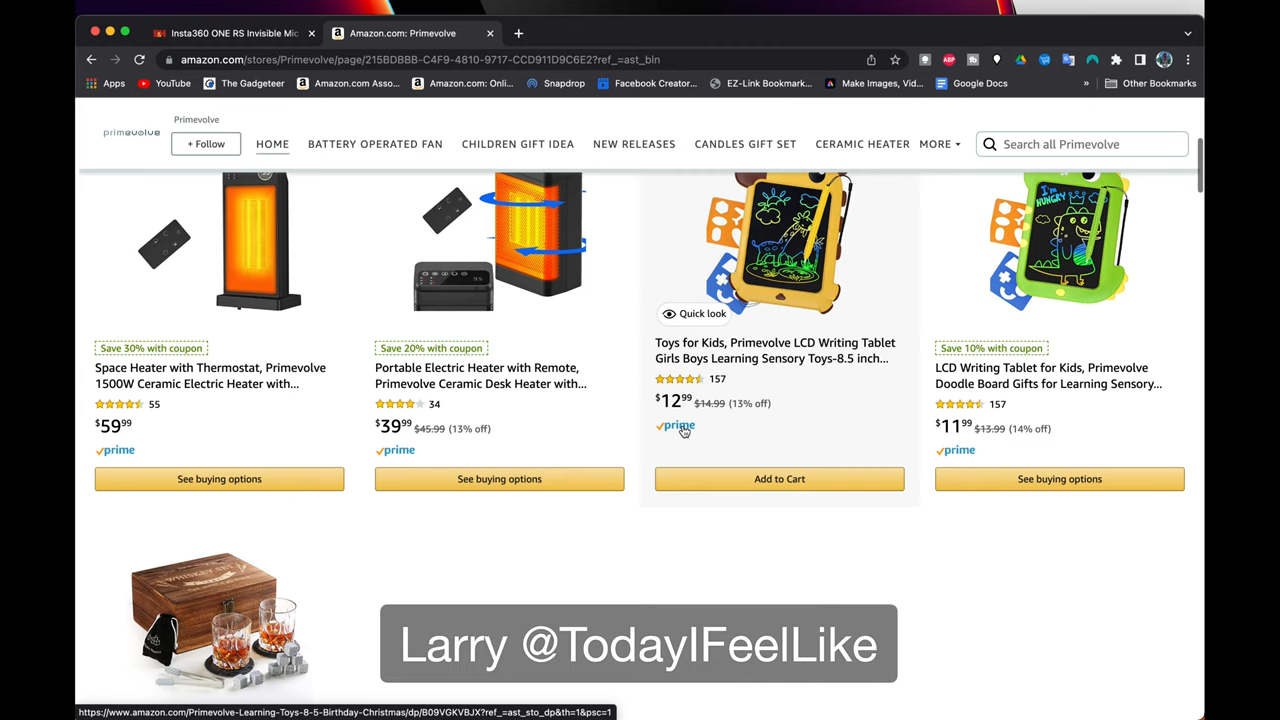 Insta360 ONE RS Invisible Mic
Amazon.com: Primevolve
amazon.com/stores/Primevolve/page/215BDBBB-C4F9-4810-9717-CCD911D9C6E2?ref_=ast_bln
Apps YouTube The Gadgeteer Amazon.com Asso... Amazon.com: Onli... Snapdrop Facebook Creator... EZ-Link Bookmark... Make Images, Vid... Google Docs » Other Bookmarks
primevolve
Primevolve
+ Follow
HOME BATTERY OPERATED FAN CHILDREN GIFT IDEA NEW RELEASES CANDLES GIFT SET CERAMIC HEATER MORE
Search all Primevolve
I'm HUNGRY
Quick look
Save 30% with coupon
Space Heater with Thermostat, Primevolve
1500W Ceramic Electric Heater with...
55
$59.99
prime
See buying options
Save 20% with coupon
Portable Electric Heater with Remote,
Primevolve Ceramic Desk Heater with...
34
$39.99 $45.99 (13% off)
prime
See buying options
Toys for Kids, Primevolve LCD Writing Tablet
Girls Boys Learning Sensory Toys-8.5 inch...
157
$12.99 $14.99 (13% off)
prime
Add to Cart
Save 10% with coupon
LCD Writing Tablet for Kids, Primevolve
Doodle Board Gifts for Learning Sensory...
157
$11.99 $13.99 (14% off)
prime
See buying options
WHISKEY SET
Larry @TodayIFeelLike
https://www.amazon.com/Primevolve-Learning-Toys-8-5-Birthday-Christmas/dp/B09VGKVBJX?ref_=ast_sto_dp&th=1&psc=1